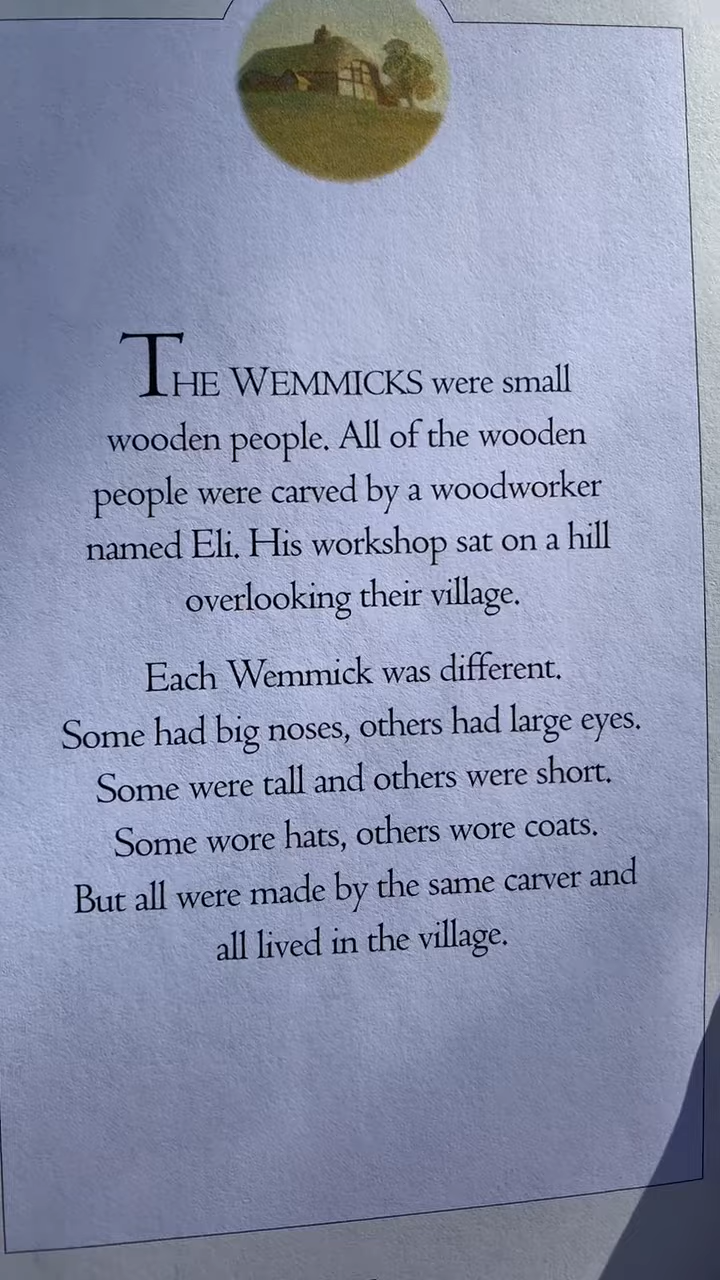 THE WEMMICKS were small
wooden people. All of the wooden
people were carved by a woodworker
named Eli. His workshop sat on a hill
overlooking their village.
Each Wemmick was different.
Some had big noses, others had large eyes.
Some were tall and others were short.
Some wore hats, others wore coats.
But all were made by the same carver and
all lived in the village.